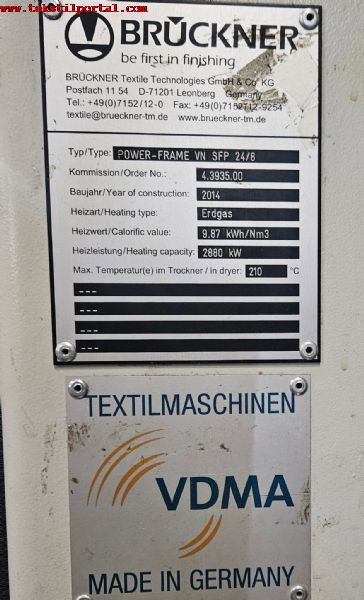 www.tekstilportal.com
BRÜCKNER
be first in finishing
BRÜCKNER Textile Technologies GmbH & Co. KG
Postfach 11 54 D-71201 Leonberg Germany
Tel.: +49(0)7152/12-0 Fax: +49(0)7152/12-9254
textile@brueckner-tm.de www.brueckner-tm.de
Typ/Type: POWER-FRAME VN SFP 24/8
Kommission/Order No.: 4.3935.00
Baujahr/Year of construction: 2014
Heizart/Heating type: Erdgas
Heizwert/Calorific value: 9.87 kWh/Nm3
Heizleistung/Heating capacity: 2880 kW
Max. Temperatur(e im Trockner / in dryer: 210 °C
---
---
---
---
TEXTILMASCHINEN
VDMA
MADE IN GERMANY